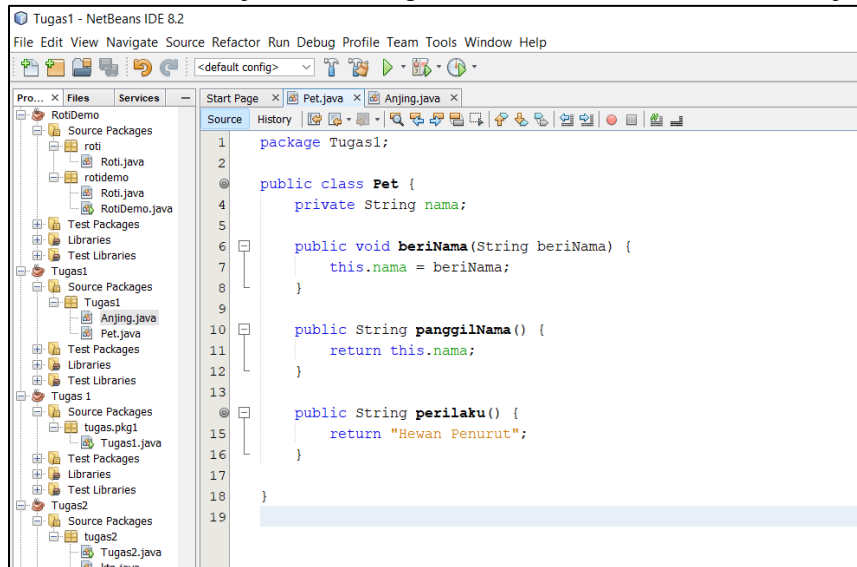 Tugas1 - NetBeans IDE 8.2
File Edit View Navigate Source Refactor Run Debug Profile Team Tools Window Help
<default config>
Pro... Files Services
RotiDemo
Source Packages
roti
Roti.java
rotidemo
Roti.java
RotiDemo.java
Test Packages
Libraries
Test Libraries
Tugas1
Source Packages
Tugas1
Anjing.java
Pet.java
Test Packages
Libraries
Test Libraries
Tugas 1
Source Packages
tugas.pkg1
Tugas1.java
Test Packages
Libraries
Test Libraries
Tugas2
Source Packages
tugas2
Tugas2.java
Start Page Pet.java Anjing.java
Source History
1 package Tugas1;
2
public class Pet {
4 private String nama;
5
6 public void beriNama(String beriNama) {
7 this.nama = beriNama;
8 }
9
10 public String panggilNama() {
11 return this.nama;
12 }
13
public String perilaku() {
15 return "Hewan Penurut";
16 }
17
18 }
19